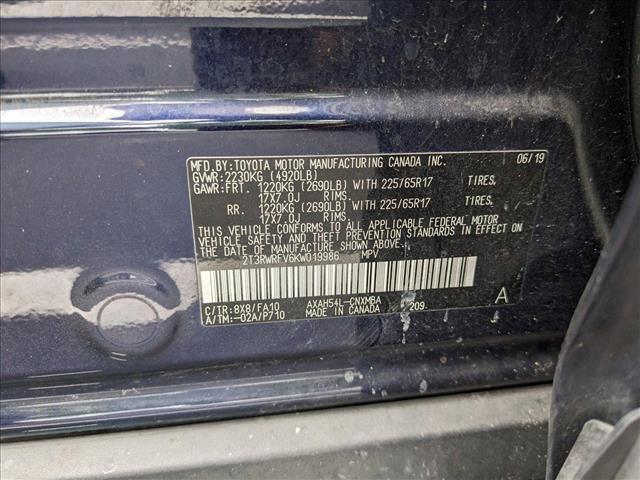 MFD.BY:TOYOTA MOTOR MANUFACTURING CANADA INC. 06/19
GVWR:2230KG (4920LB)
GAWR:FRT. 1220KG (2690LB) WITH 225/65R17 TIRES,
17X7.0J RIMS.
RR. 1220KG (2690LB) WITH 225/65R17 TIRES,
17X7.0J RIMS.
THIS VEHICLE CONFORMS TO ALL APPLICABLE FEDERAL MOTOR
VEHICLE SAFETY AND BUMPER STANDARDS IN EFFECT ON
THE DATE OF MANUFACTURE SHOWN ABOVE.
2T3RWRFV6KW019986 MPV
C/TR:8X8/FA10 AXAH54L-CNXMBA A
A/TM:-02A/P710 MADE IN CANADA 209.